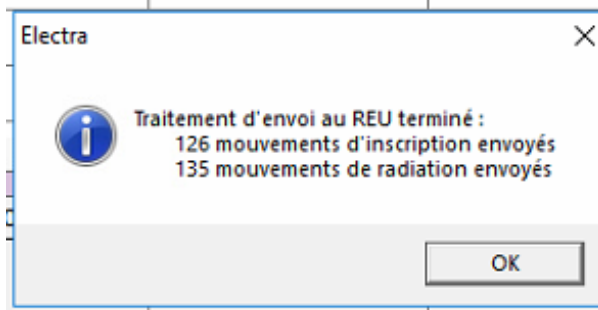 Electra
Traitement d'envoi au REU terminé :
126 mouvements d'inscription envoyés
135 mouvements de radiation envoyés
OK